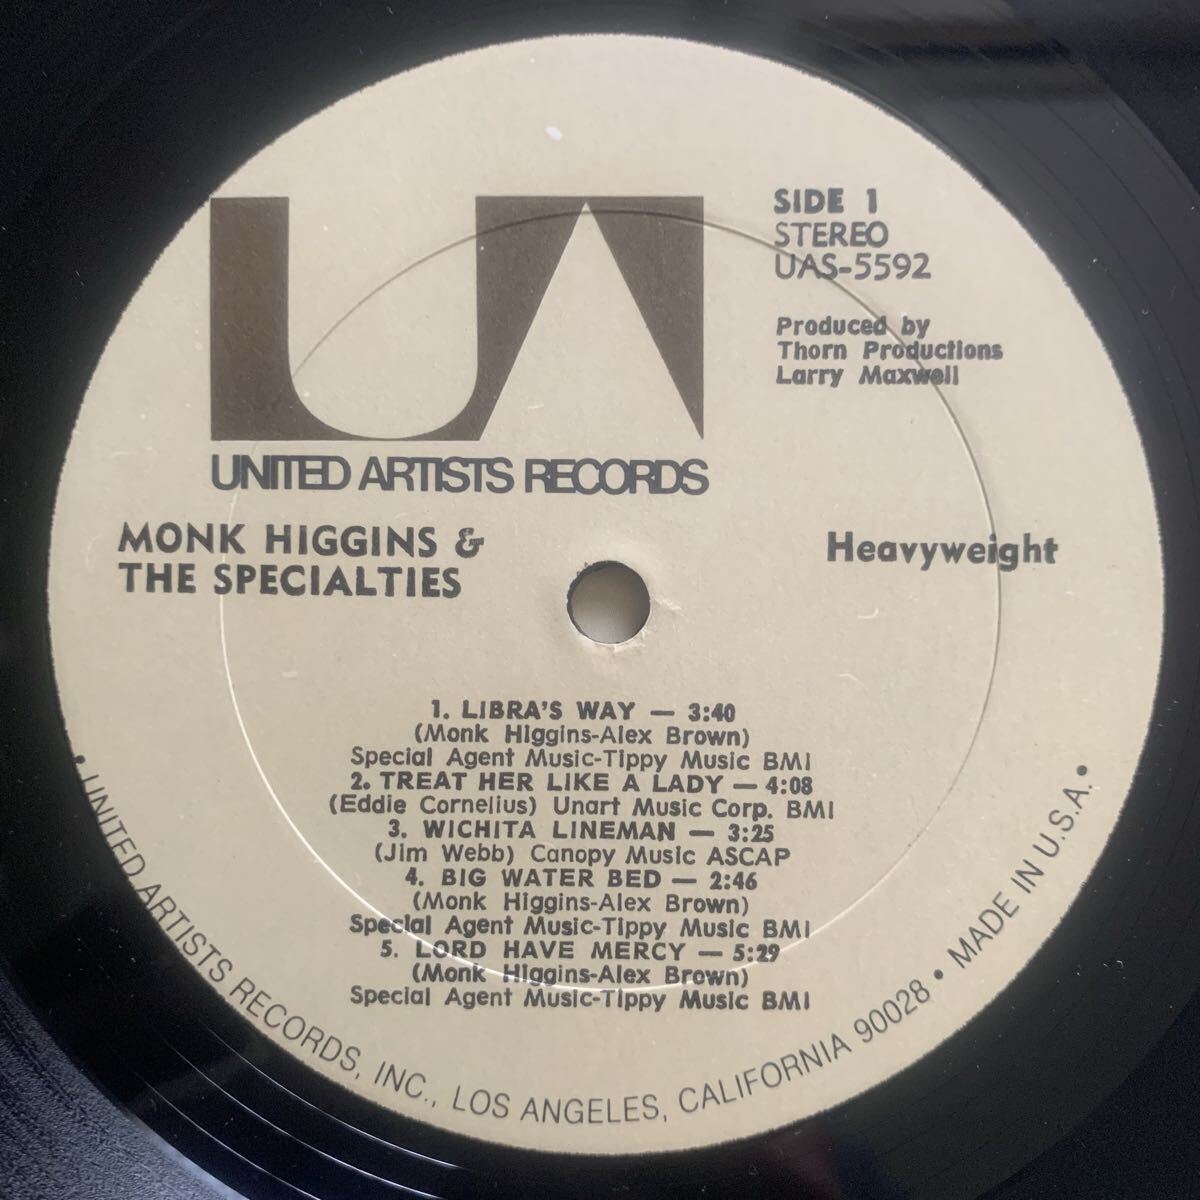 UA
UNITED ARTISTS RECORDS
SIDE 1
STEREO
UAS-5592
Produced by
Thorn Productions
Larry Maxwell
MONK HIGGINS &
THE SPECIALTIES
Heavyweight
1. LIBRA'S WAY — 3:40
(Monk Higgins-Alex Brown)
Special Agent Music-Tippy Music BMI
2. TREAT HER LIKE A LADY — 4:08
(Eddie Cornelius) Unart Music Corp. BMI
3. WICHITA LINEMAN — 3:25
(Jim Webb) Canopy Music ASCAP
4. BIG WATER BED — 2:46
(Monk Higgins-Alex Brown)
Special Agent Music-Tippy Music BMI
5. LORD HAVE MERCY — 5:29
(Monk Higgins-Alex Brown)
Special Agent Music-Tippy Music BMI
• UNITED ARTISTS RECORDS, INC., LOS ANGELES, CALIFORNIA 90028 • MADE IN U.S.A. •